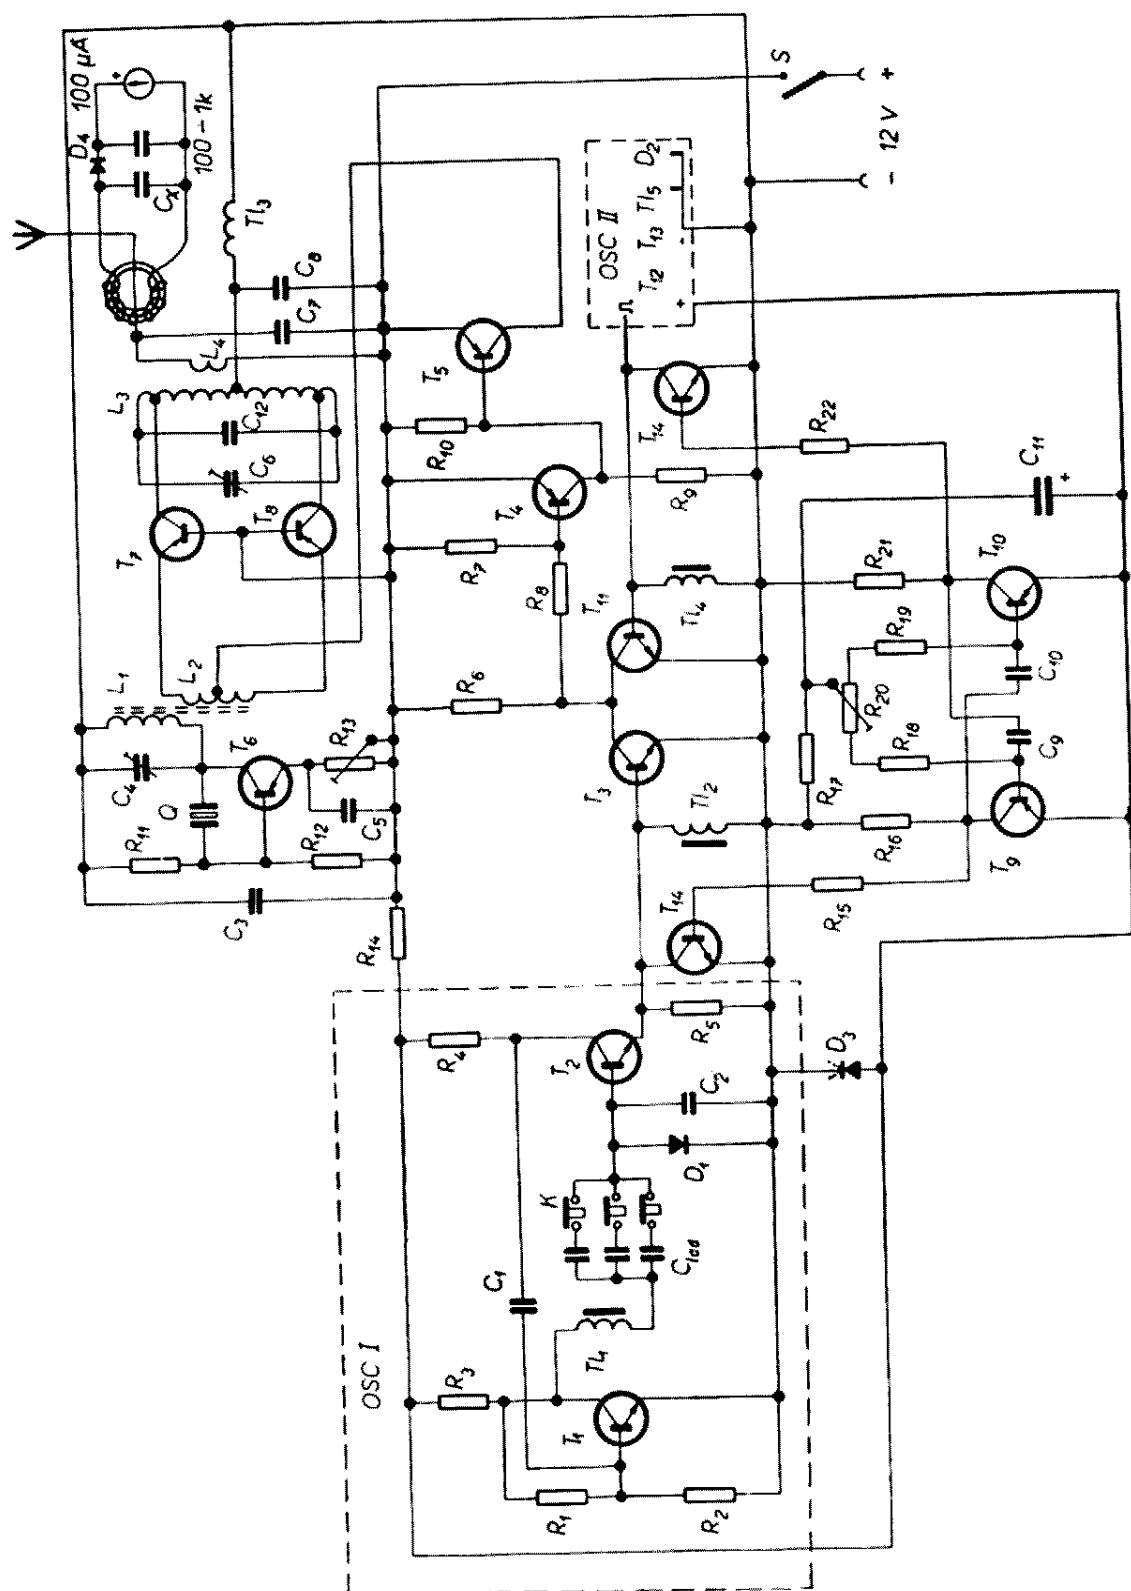 D4
100 µA
+
100-1k
Cx
Tl3
C8
C7
L4
L3
C12
C6
T7
T8
L1
L2
C4
Q
T6
R13
R11
R12
C5
C3
R14
S
+
12 V
-
OSC II
D2
Tl5
T13
T12
-
+
T5
R10
T4
R7
R8
R6
T14
R9
R22
T11
Tl4
T3
Tl2
T14
R21
R19
R20
R18
R17
R16
R15
C11
+
T10
C10
C9
T9
OSC I
R4
T2
R5
C2
D1
D3
K
C1
C1aa
TL1
R3
T1
R1
R2